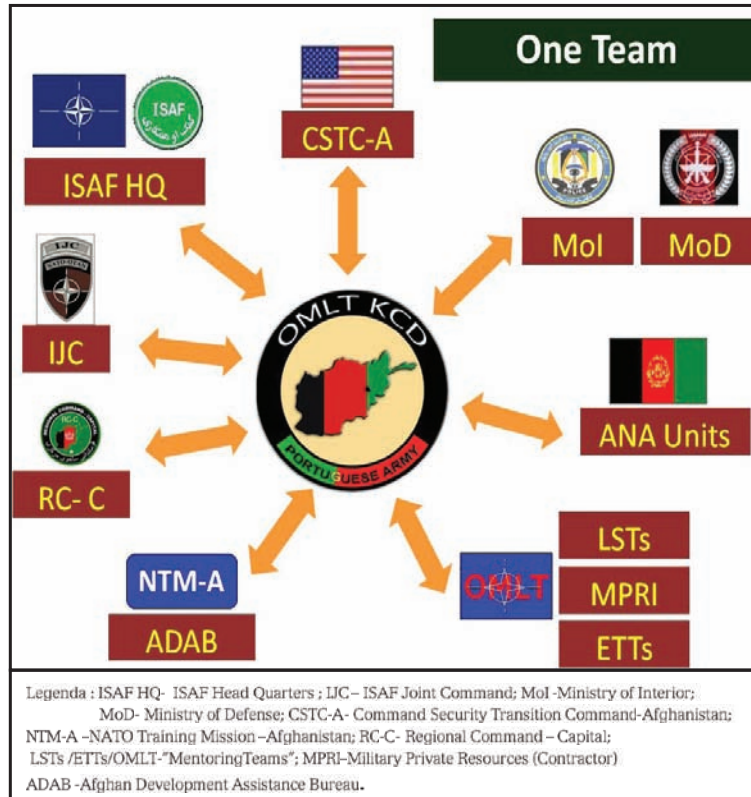 One Team
CSTC-A
ISAF
ISAF HQ
MoI
MoD
IJC
IJC
OMLT KCD
PORTUGUESE ARMY
ANA Units
RC-C
RC- C
NTM-A
ADAB
OMLT
LSTs
MPRI
ETTs
Legenda : ISAF HQ- ISAF Head Quarters ; IJC – ISAF Joint Command; MoI -Ministry of Interior;
MoD- Ministry of Defense; CSTC-A- Command Security Transition Command-Afghanistan;
NTM-A –NATO Training Mission –Afghanistan; RC-C- Regional Command – Capital;
LSTs /ETTs/OMLT-"MentoringTeams"; MPRI–Military Private Resources (Contractor)
ADAB -Afghan Development Assistance Bureau.